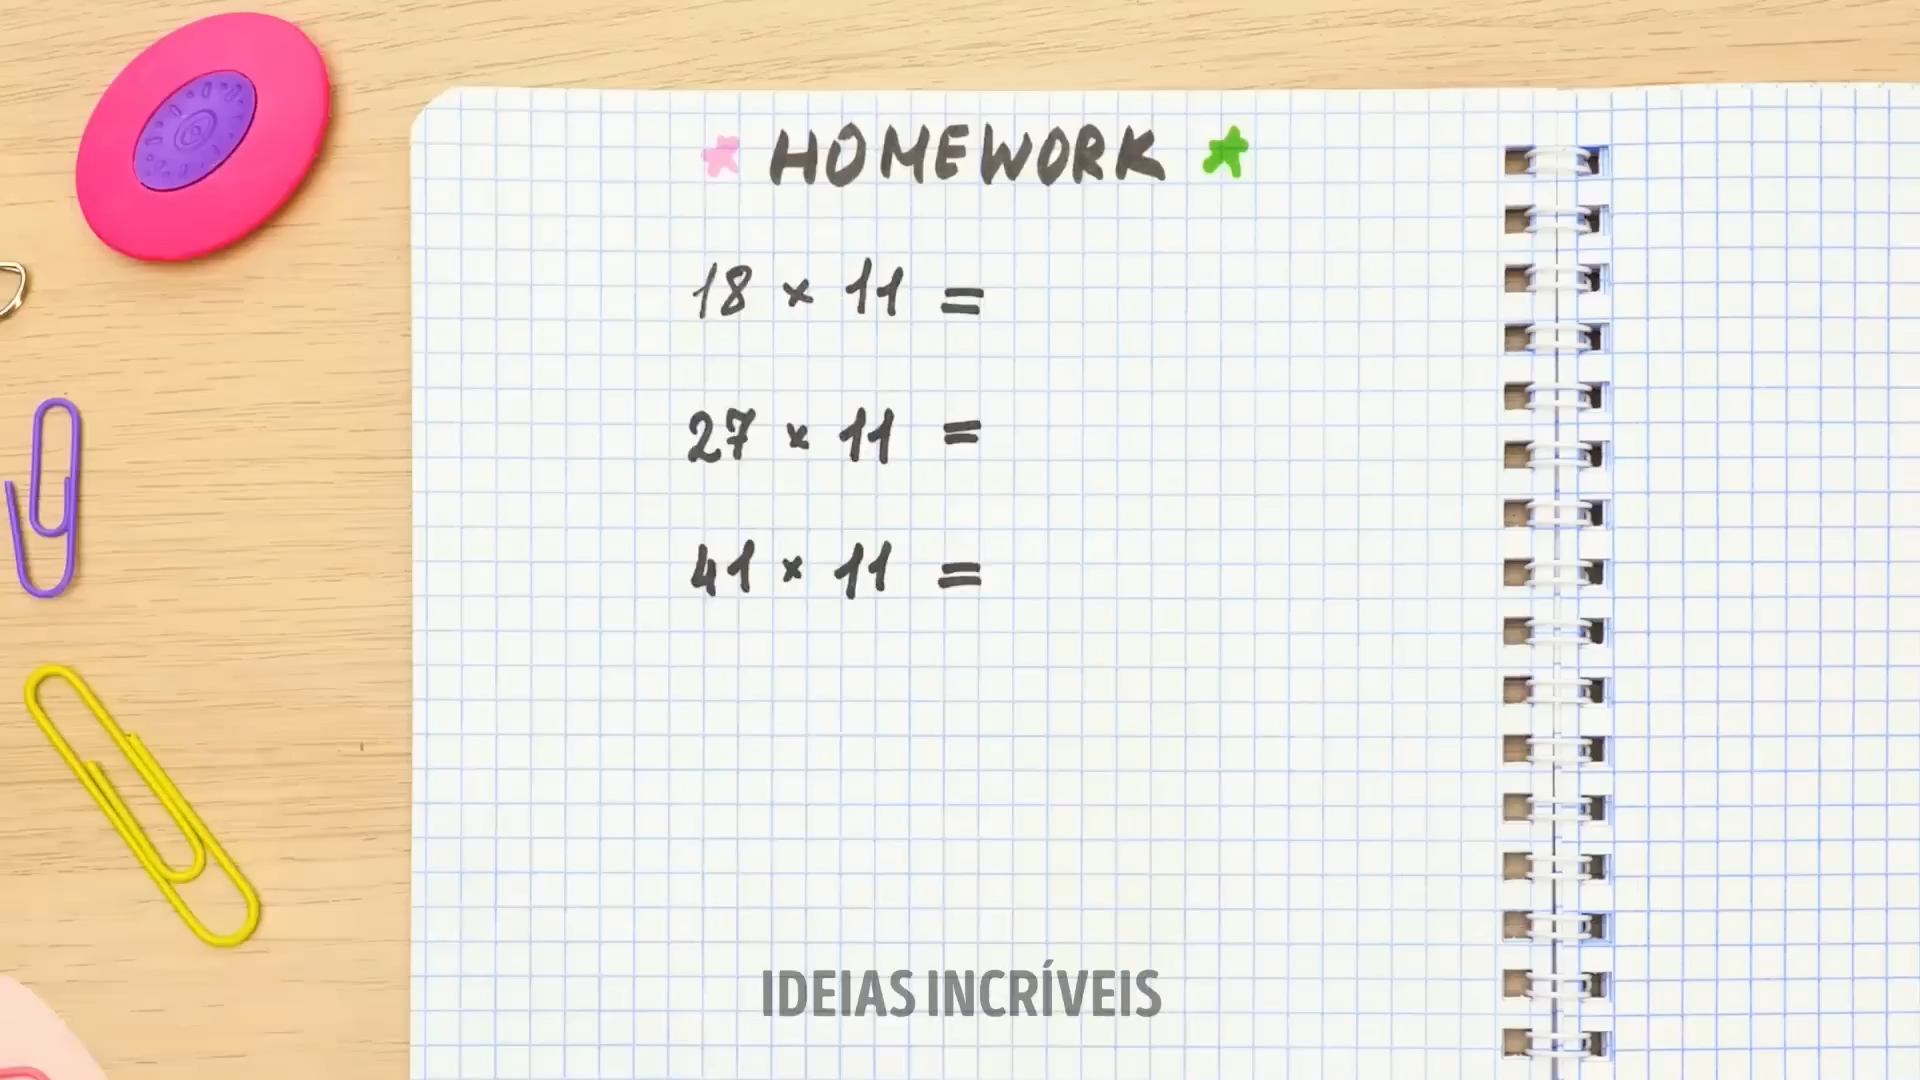 HOMEWORK
18 × 11 =
27 × 11 =
41 × 11 =
IDEIAS INCRÍVEIS